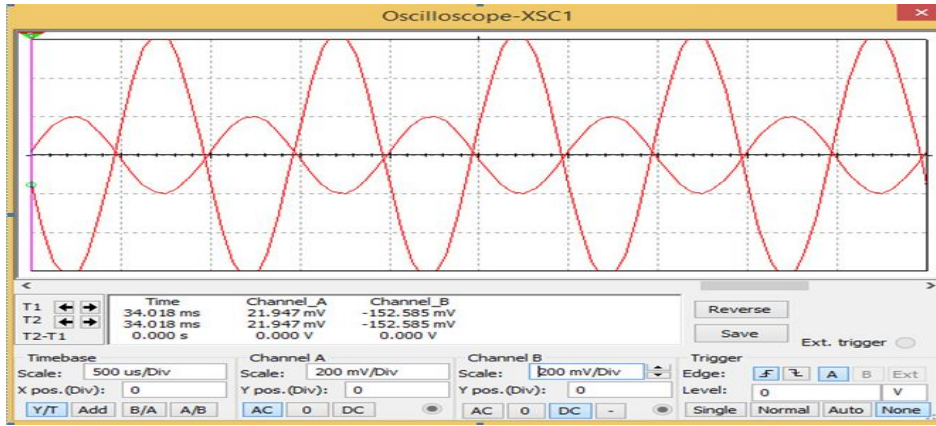 Oscilloscope-XSC1
×
T1
T2
T2-T1
Time Channel_A Channel_B
34.018 ms 21.947 mV -152.585 mV
34.018 ms 21.947 mV -152.585 mV
0.000 s 0.000 V 0.000 V
Reverse
Save
Ext. trigger
Timebase
Scale: 500 us/Div
X pos.(Div): 0
Y/T Add B/A A/B
Channel A
Scale: 200 mV/Div
Y pos.(Div): 0
AC 0 DC
Channel B
Scale: 200 mV/Div
Y pos.(Div): 0
AC 0 DC -
Trigger
Edge: A B Ext
Level: 0 V
Single Normal Auto None